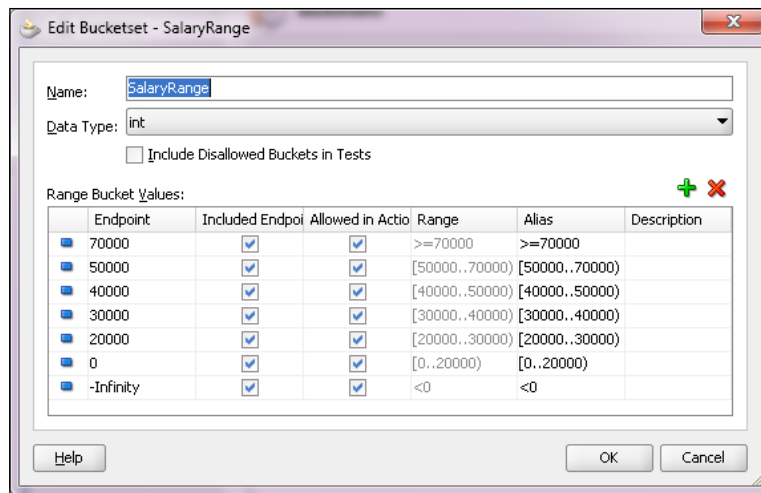 Edit Bucketset - SalaryRange
Name: SalaryRange
Data Type: int
Include Disallowed Buckets in Tests
Range Bucket Values:
Endpoint Included Endpoi Allowed in Actio Range Alias Description
70000 >=70000 >=70000
50000 [50000..70000) [50000..70000)
40000 [40000..50000) [40000..50000)
30000 [30000..40000) [30000..40000)
20000 [20000..30000) [20000..30000)
0 [0..20000) [0..20000)
-Infinity <0 <0
Help OK Cancel